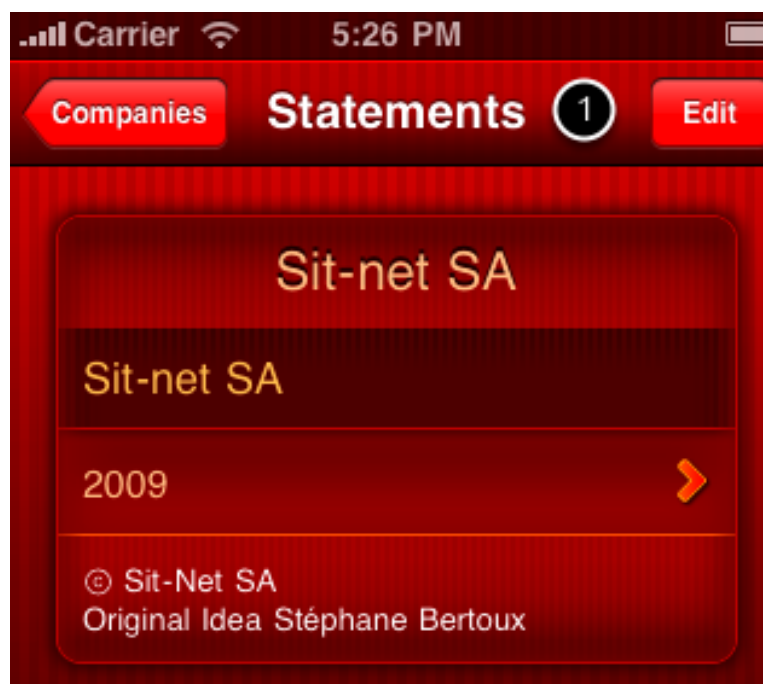 Carrier 5:26 PM
Companies Statements 1 Edit
Sit-net SA
Sit-net SA
2009
© Sit-Net SA
Original Idea Stéphane Bertoux